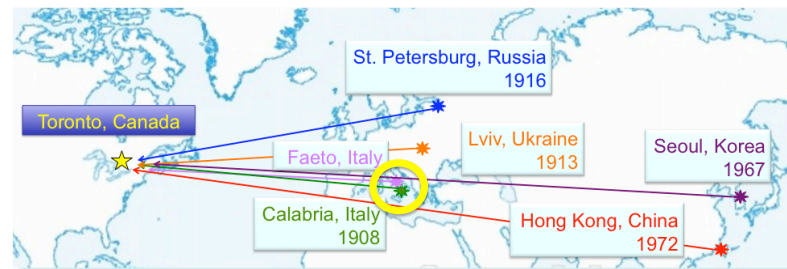 St. Petersburg, Russia
1916
Toronto, Canada
Lviv, Ukraine
1913
Faeto, Italy
Seoul, Korea
1967
Calabria, Italy
1908
Hong Kong, China
1972